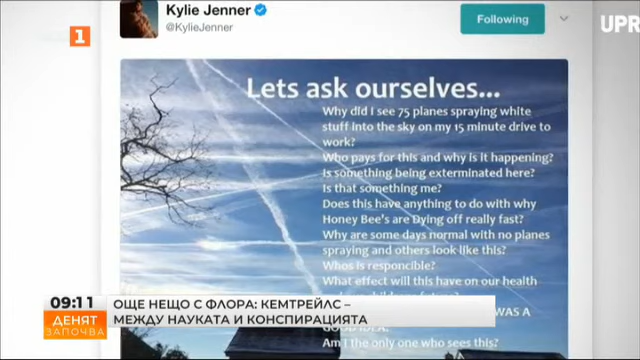 1
Kylie Jenner
@KylieJenner
Following
UPR
Lets ask ourselves...
Why did I see 75 planes spraying white
stuff into the sky on my 15 minute drive to
work?
Who pays for this and why is it happening?
Is something being exterminated here?
Is that something me?
Does this have anything to do with why
Honey Bee's are Dying off really fast?
Why are some days normal with no planes
spraying and others look like this?
Whos is responcible?
What effect will this have on our health
WAS A
Am I the only one who sees this?
09:11
ОЩЕ НЕЩО С ФЛОРА: КЕМТРЕЙЛС –
МЕЖДУ НАУКАТА И КОНСПИРАЦИЯТА
ДЕНЯТ
ЗАПОЧВА